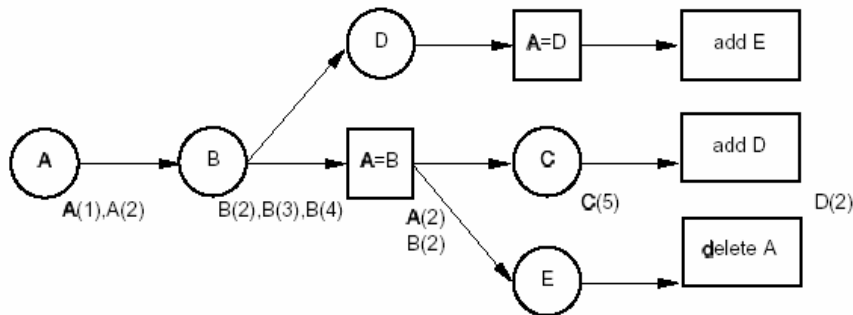 D
A=D
add E
A
B
A=B
C
add D
A(1),A(2)
B(2),B(3),B(4)
A(2)
B(2)
C(5)
D(2)
E
delete A